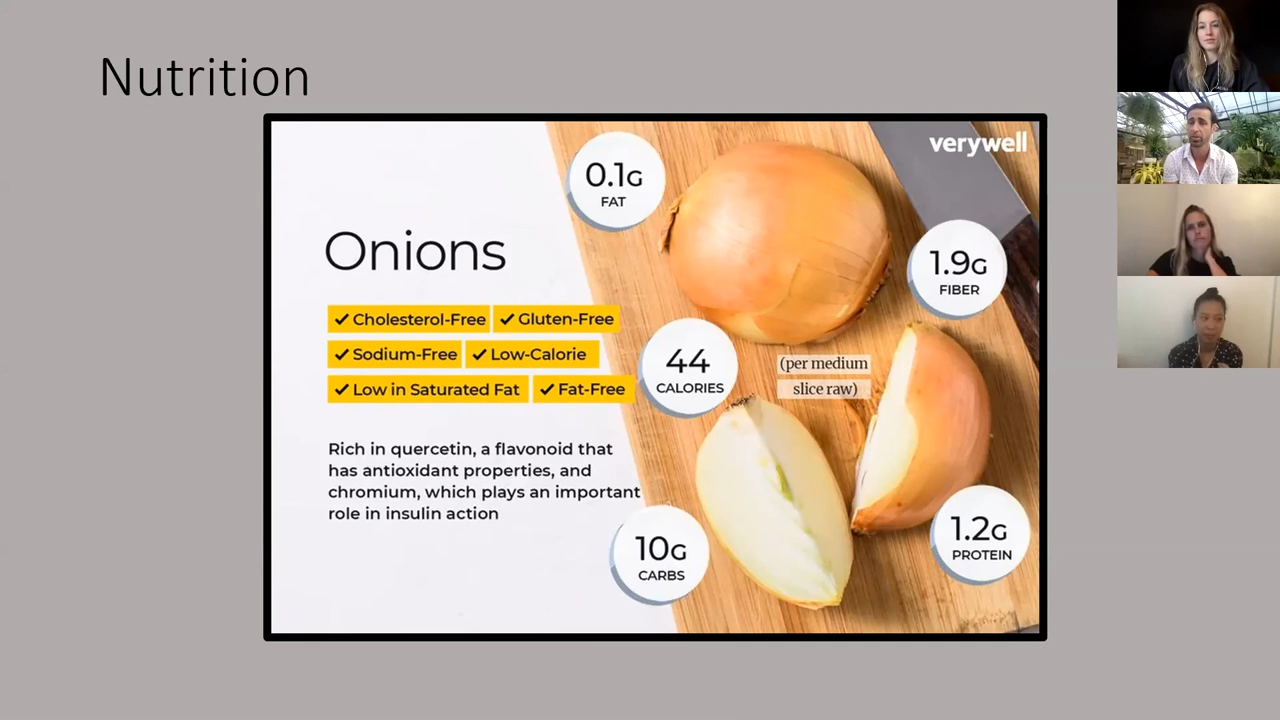 Nutrition
verywell
0.1G
FAT
Onions
1.9G
FIBER
✔ Cholesterol-Free ✔ Gluten-Free
✔ Sodium-Free ✔ Low-Calorie
✔ Low in Saturated Fat ✔ Fat-Free
44
CALORIES
(per medium
slice raw)
Rich in quercetin, a flavonoid that
has antioxidant properties, and
chromium, which plays an important
role in insulin action
10G
CARBS
1.2G
PROTEIN